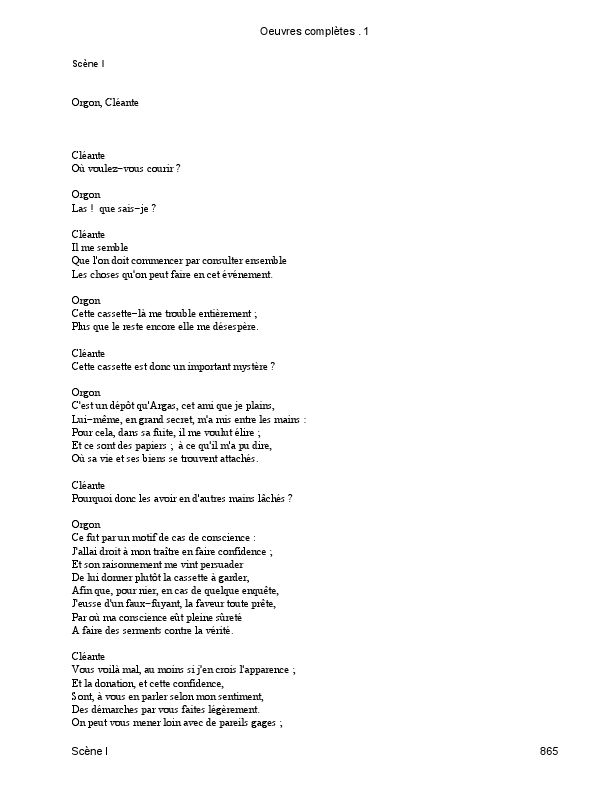 Oeuvres complètes . 1
Scène I
Orgon, Cléante
Cléante
Où voulez-vous courir ?
Orgon
Las !  que sais-je ?
Cléante
Il me semble
Que l'on doit commencer par consulter ensemble
Les choses qu'on peut faire en cet événement.
Orgon
Cette cassette-là me trouble entièrement ;
Plus que le reste encore elle me désespère.
Cléante
Cette cassette est donc un important mystère ?
Orgon
C'est un dépôt qu'Argas, cet ami que je plains,
Lui-même, en grand secret, m'a mis entre les mains :
Pour cela, dans sa fuite, il me voulut élire ;
Et ce sont des papiers ;  à ce qu'il m'a pu dire,
Où sa vie et ses biens se trouvent attachés.
Cléante
Pourquoi donc les avoir en d'autres mains lâchés ?
Orgon
Ce fut par un motif de cas de conscience :
J'allai droit à mon traître en faire confidence ;
Et son raisonnement me vint persuader
De lui donner plutôt la cassette à garder,
Afin que, pour nier, en cas de quelque enquête,
J'eusse d'un faux-fuyant, la faveur toute prête,
Par où ma conscience eût pleine sûreté
A faire des serments contre la vérité.
Cléante
Vous voilà mal, au moins si j'en crois l'apparence ;
Et la donation, et cette confidence,
Sont, à vous en parler selon mon sentiment,
Des démarches par vous faites légèrement.
On peut vous mener loin avec de pareils gages ;
Scène I
865